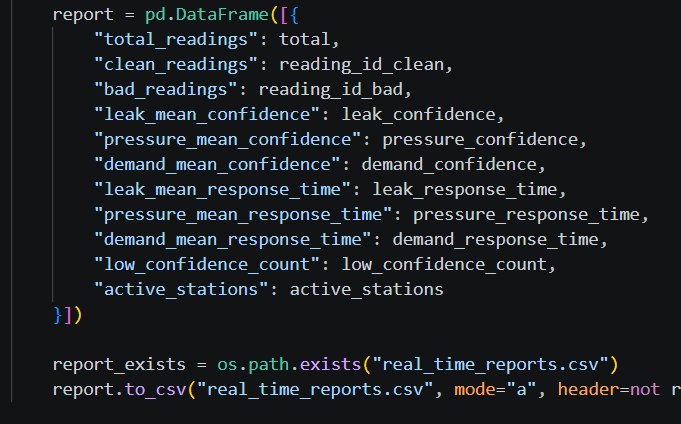 report = pd.DataFrame([{
"total_readings": total,
"clean_readings": reading_id_clean,
"bad_readings": reading_id_bad,
"leak_mean_confidence": leak_confidence,
"pressure_mean_confidence": pressure_confidence,
"demand_mean_confidence": demand_confidence,
"leak_mean_response_time": leak_response_time,
"pressure_mean_response_time": pressure_response_time,
"demand_mean_response_time": demand_response_time,
"low_confidence_count": low_confidence_count,
"active_stations": active_stations
}])
report_exists = os.path.exists("real_time_reports.csv")
report.to_csv("real_time_reports.csv", mode="a", header=not r